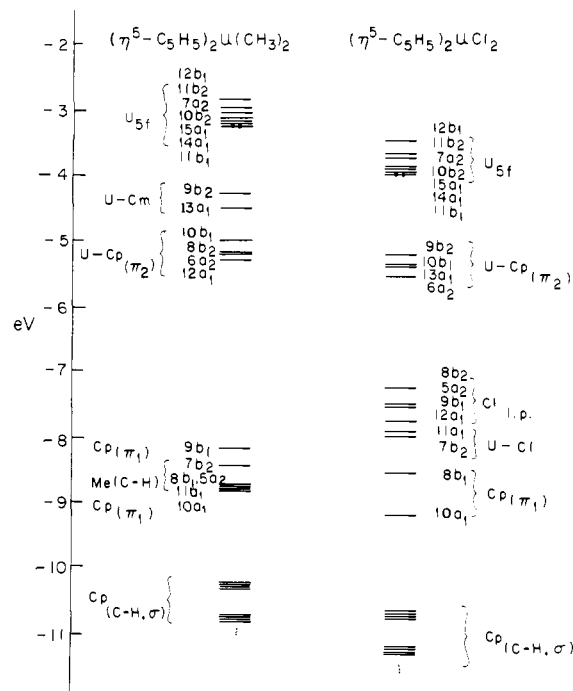 (η⁵-C₅H₅)₂U(CH₃)₂
(η⁵-C₅H₅)₂UCl₂
eV
-2
-3
-4
-5
-6
-7
-8
-9
-10
-11
U₅f
12b₁
11b₂
7a₂
10b₂
15a₁
14a₁
11b₁
U-Cm
9b₂
13a₁
U-Cp(π₂)
10b₁
8b₂
6a₂
12a₁
Cp(π₁) 9b₁
7b₂
Me(C-H) 8b₁,5a₂
11a₁
Cp(π₁) 10a₁
Cp(C-H,σ)
12b₁
11b₂
7a₂
10b₂
15a₁
14a₁
11b₁
U₅f
9b₂
10b₁
13a₁
6a₂
U-Cp(π₂)
8b₂
5a₂
9b₁
12a₁
Cl l.p.
11a₁
7b₂
U-Cl
8b₁
10a₁
Cp(π₁)
Cp(C-H,σ)